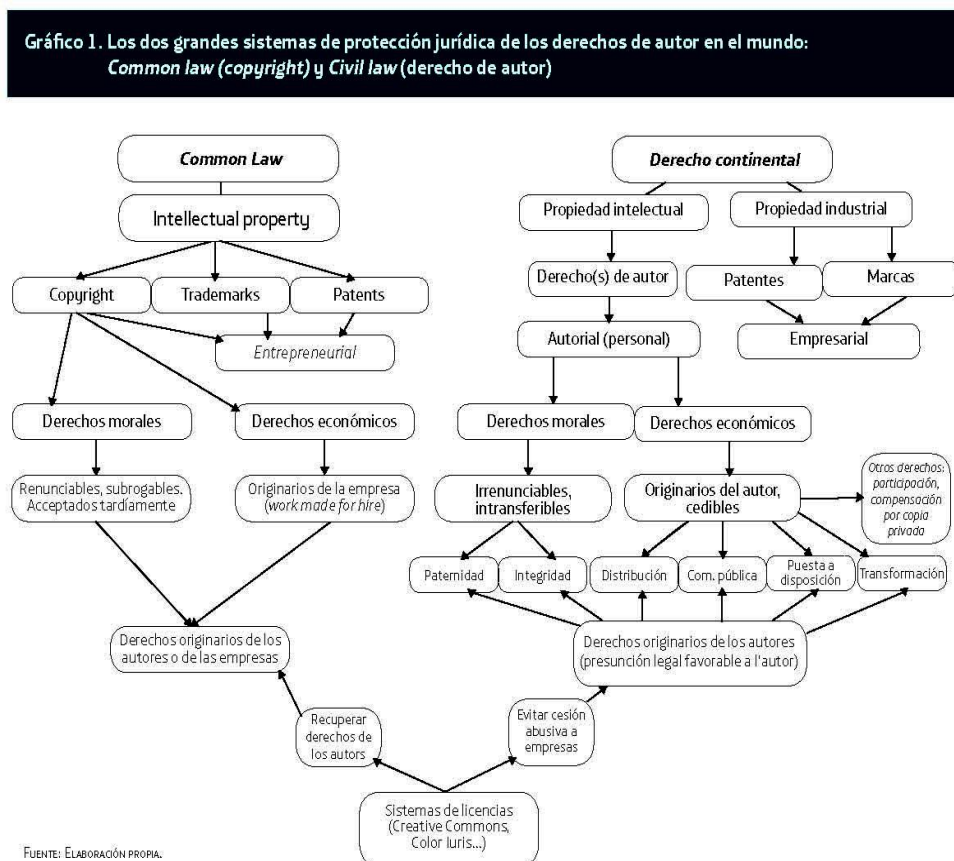 Gráfico 1. Los dos grandes sistemas de protección jurídica de los derechos de autor en el mundo:
Common law (copyright) y Civil law (derecho de autor)
Common Law
Intellectual property
Copyright
Trademarks
Patents
Entrepreneurial
Derechos morales
Derechos económicos
Renunciables, subrogables.
Acceptados tardíamente
Originarios de la empresa
(work made for hire)
Derechos originarios de los
autores o de las empresas
Recuperar
derechos de
los autors
Derecho continental
Propiedad intelectual
Propiedad industrial
Derecho(s) de autor
Patentes
Marcas
Autorial (personal)
Empresarial
Derechos morales
Derechos económicos
Irrenunciables,
intransferibles
Originarios del autor,
cedibles
Otros derechos:
participación,
compensación
por copia
privada
Paternidad
Integridad
Distribución
Com. pública
Puesta a
disposición
Transformación
Derechos originarios de los autores
(presunción legal favorable a l'autor)
Evitar cesión
abusiva a
empresas
Sistemas de licencias
(Creative Commons,
Color Iuris...)
Fuente: Elaboración propia.